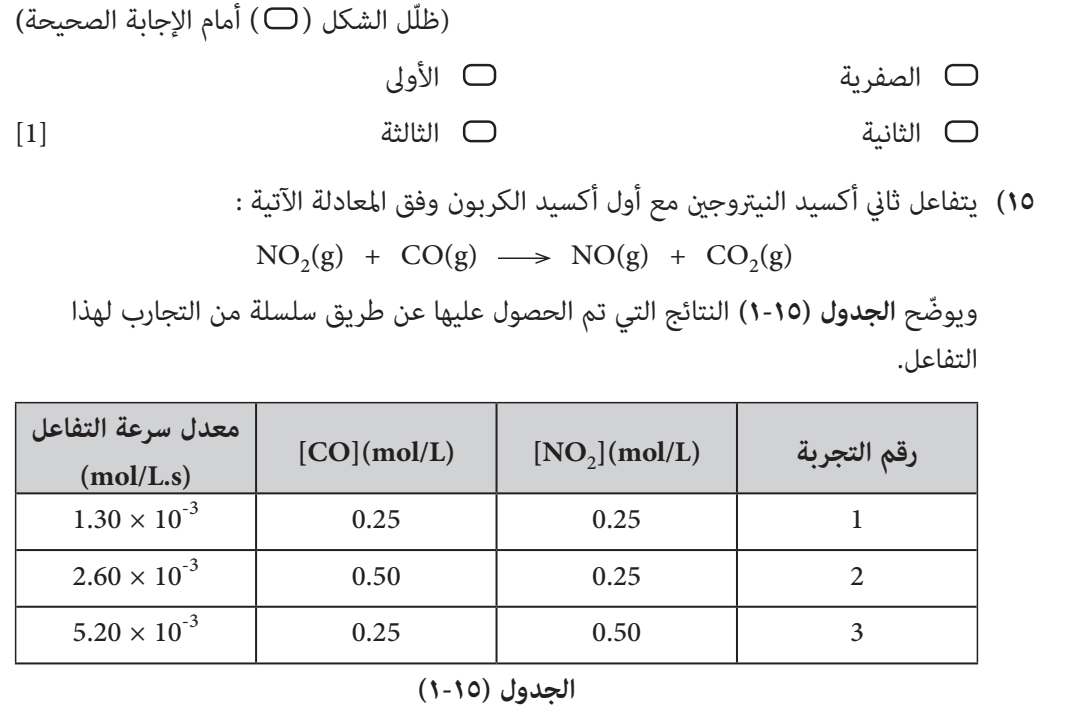 (ظلّل الشكل (▢) أمام الإجابة الصحيحة)
▢ الصفرية ▢ الأولى
▢ الثانية ▢ الثالثة [1]
١٥) يتفاعل ثاني أكسيد النيتروجين مع أول أكسيد الكربون وفق المعادلة الآتية :
NO₂(g) + CO(g) ⟶ NO(g) + CO₂(g)
ويوضّح الجدول (١٥-١) النتائج التي تم الحصول عليها عن طريق سلسلة من التجارب لهذا
التفاعل.
رقم التجربة [NO₂](mol/L) [CO](mol/L) معدل سرعة التفاعل (mol/L.s)
1 0.25 0.25 1.30 × 10⁻³
2 0.25 0.50 2.60 × 10⁻³
3 0.50 0.25 5.20 × 10⁻³
الجدول (١٥-١)